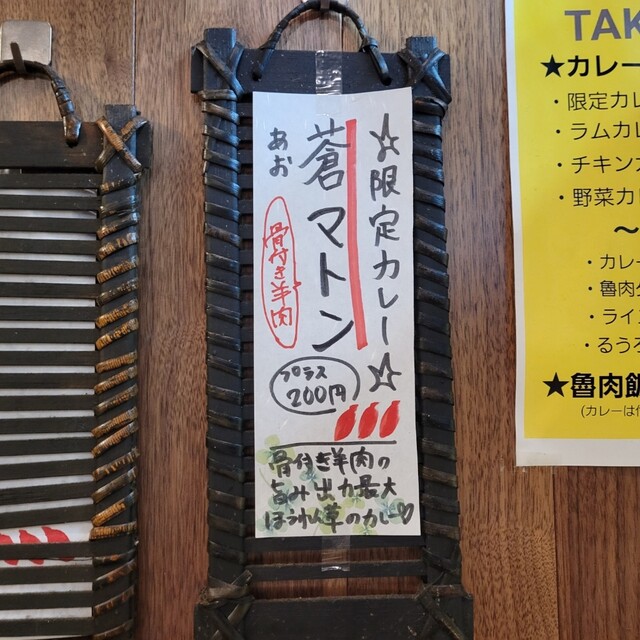 ☆限定カレー☆
蒼マトン
あお
骨付き羊肉
プラス
200円
骨付き羊肉の
旨み出力最大
ほうれん草のカレー♡
TAK
★カレー
・限定カレ
・ラムカレ
・チキンカ
・野菜カレ
～
・カレー
・魯肉
・ライ
・るうろ
★魯肉飯
(カレーは